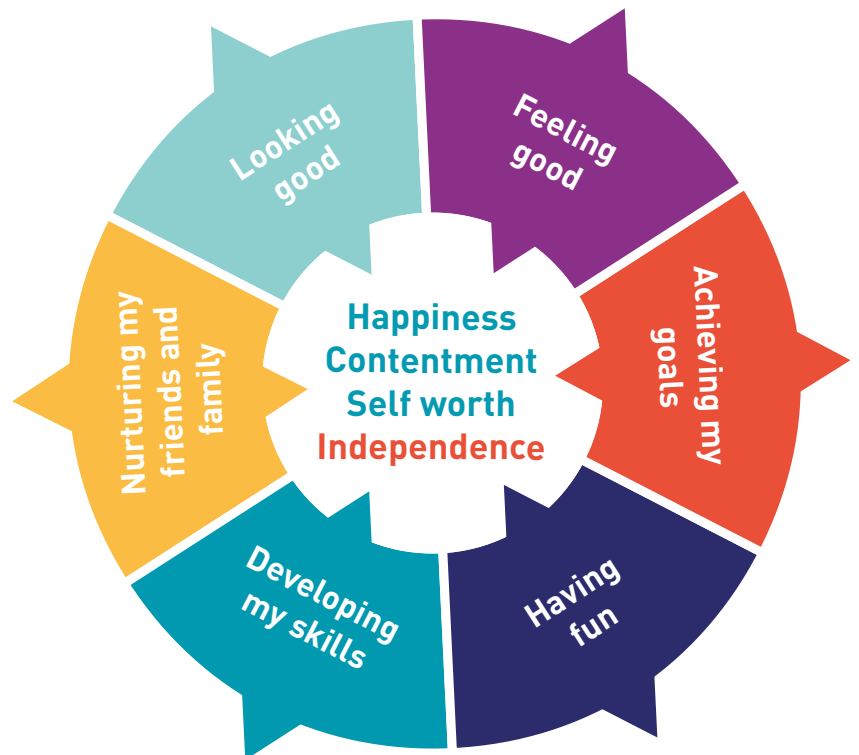 Looking
good
Feeling
good
Achieving my
goals
Having
fun
Developing
my skills
Nurturing my
friends and
family
Happiness
Contentment
Self worth
Independence